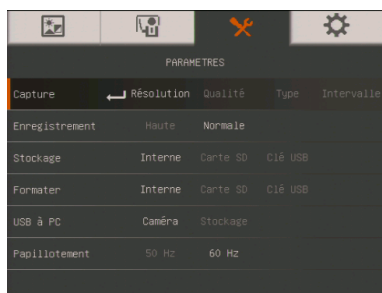 PARAMETRES
Capture Résolution Qualité Type Intervalle
Enregistrement Haute Normale
Stockage Interne Carte SD Clé USB
Formater Interne Carte SD Clé USB
USB à PC Caméra Stockage
Papillotement 50 Hz 60 Hz